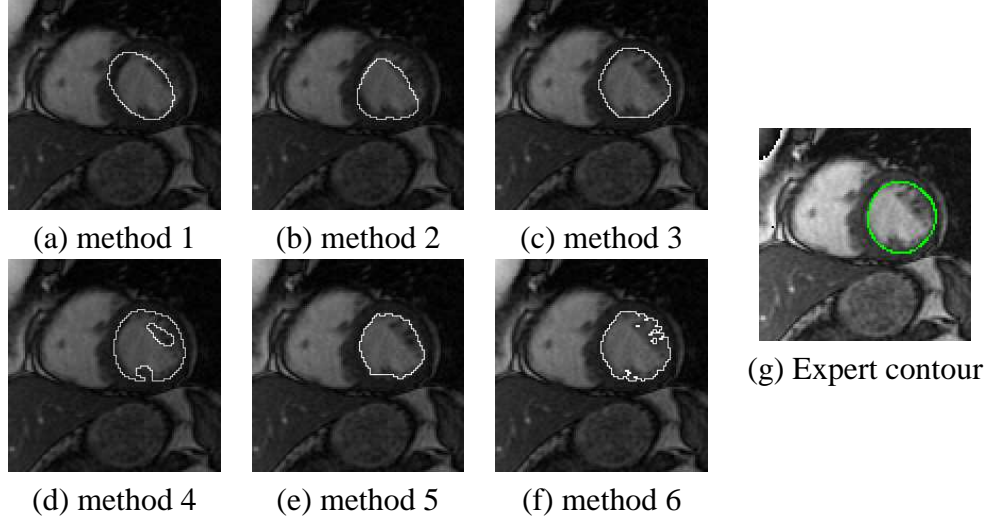 (a) method 1
(b) method 2
(c) method 3
(d) method 4
(e) method 5
(f) method 6
(g) Expert contour